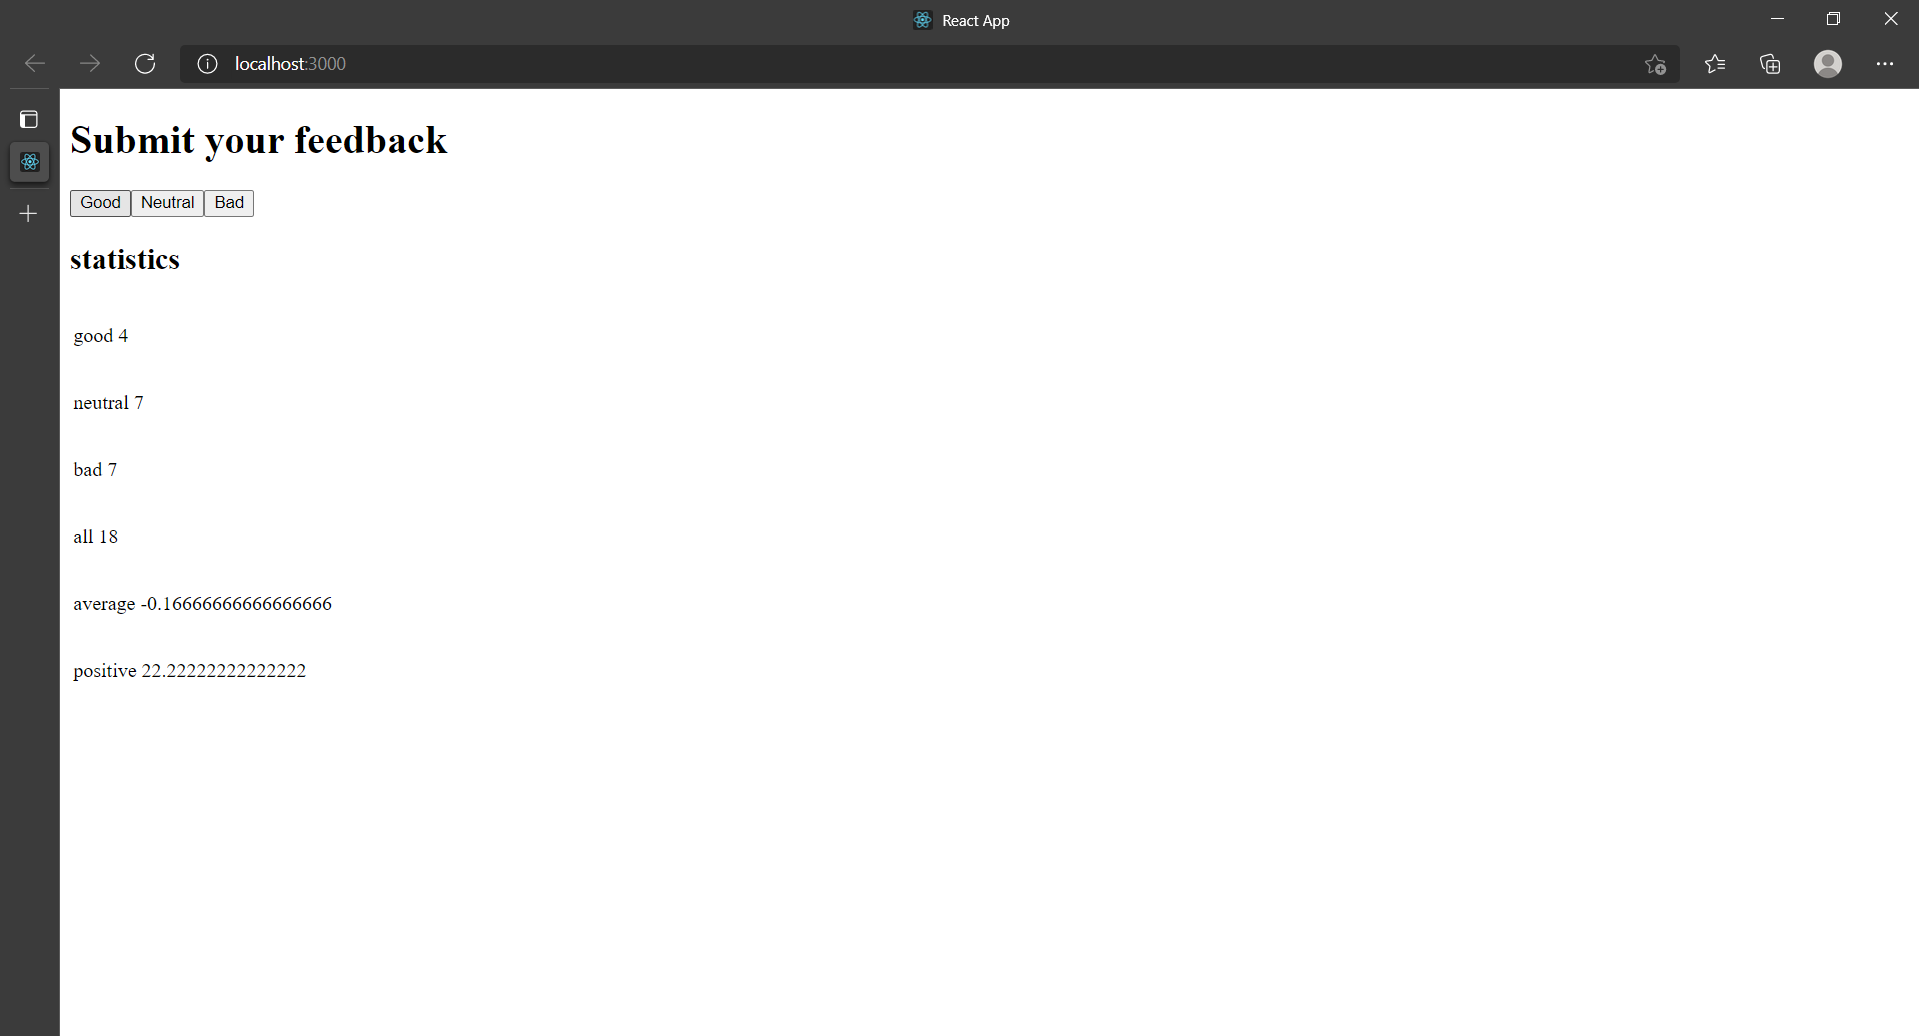 React App
localhost:3000
Submit your feedback
Good Neutral Bad
statistics
good 4
neutral 7
bad 7
all 18
average -0.16666666666666666
positive 22.22222222222222